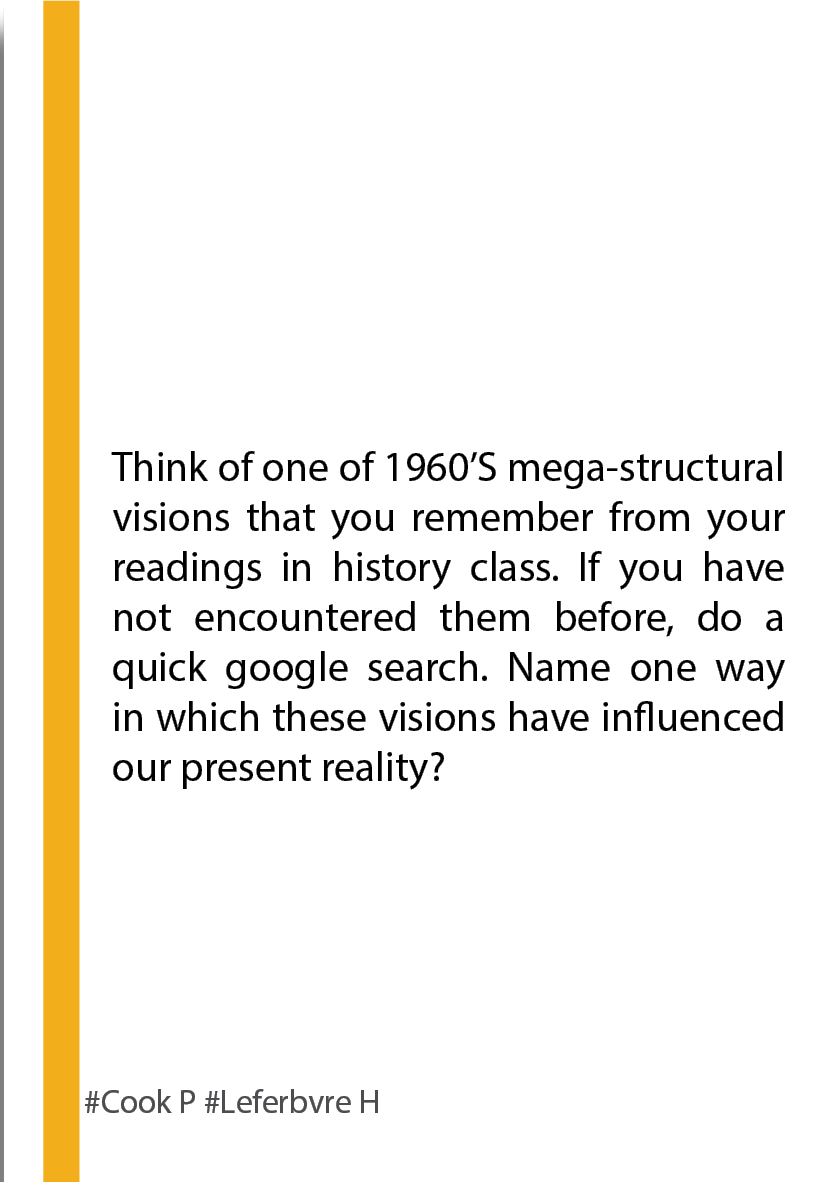 Think of one of 1960’S mega-structural
visions that you remember from your
readings in history class. If you have
not encountered them before, do a
quick google search. Name one way
in which these visions have influenced
our present reality?
#Cook P #Leferbvre H